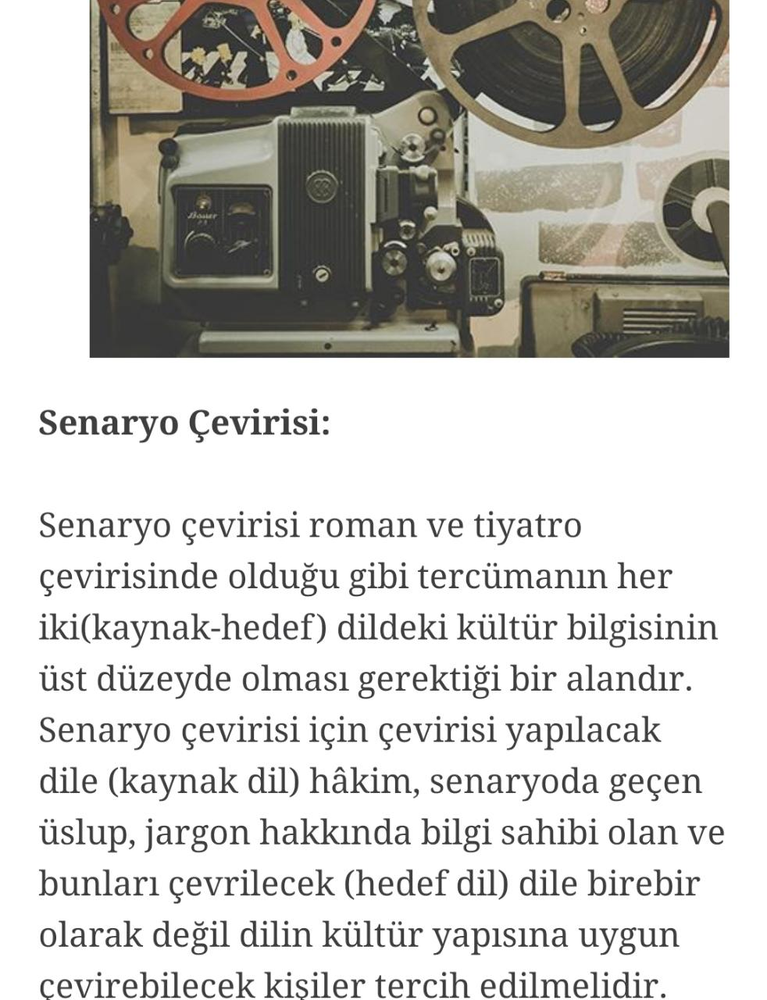 Bauer
Senaryo Çevirisi:
Senaryo çevirisi roman ve tiyatro
çevirisinde olduğu gibi tercümanın her
iki(kaynak-hedef) dildeki kültür bilgisinin
üst düzeyde olması gerektiği bir alandır.
Senaryo çevirisi için çevirisi yapılacak
dile (kaynak dil) hâkim, senaryoda geçen
üslup, jargon hakkında bilgi sahibi olan ve
bunları çevrilecek (hedef dil) dile birebir
olarak değil dilin kültür yapısına uygun
çevirebilecek kişiler tercih edilmelidir.